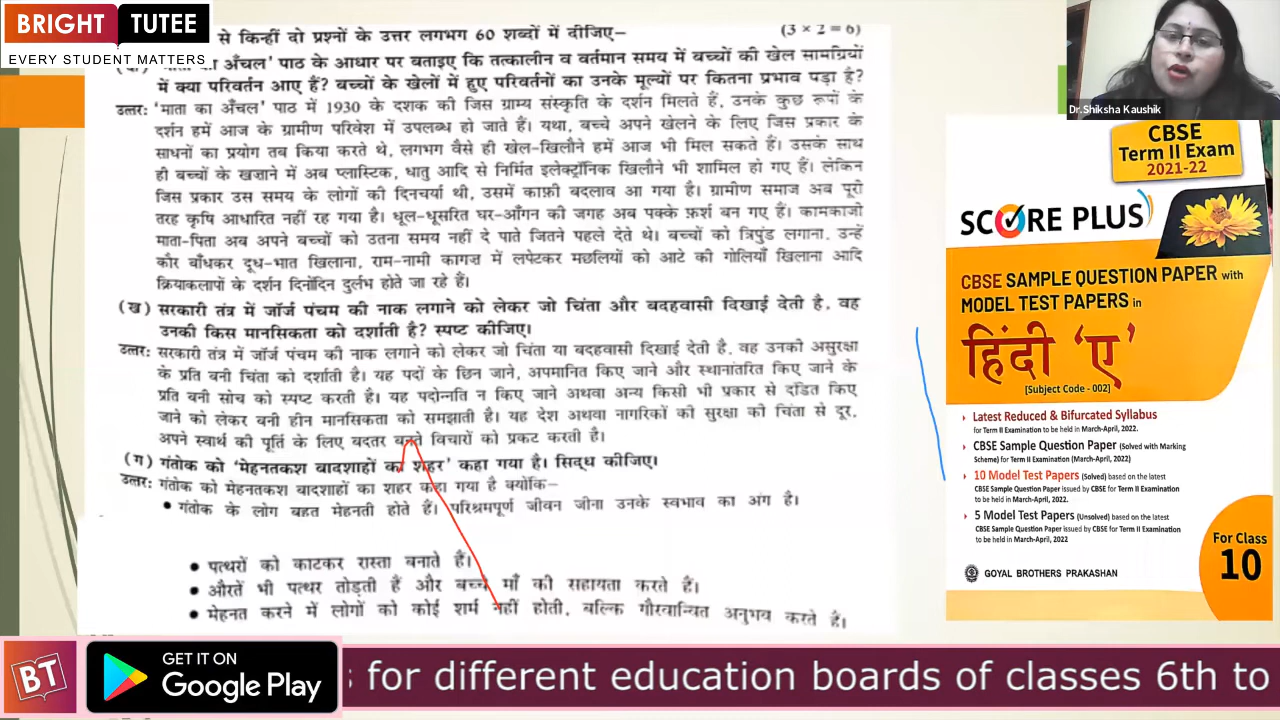 BRIGHT TUTEE
EVERY STUDENT MATTERS
से किन्हीं दो प्रश्नों के उत्तर लगभग 60 शब्दों में दीजिए–
(3 × 2 = 6)
अँचल' पाठ के आधार पर बताइए कि तत्कालीन व वर्तमान समय में बच्चों की खेल सामग्रियों
में क्या परिवर्तन आए हैं? बच्चों के खेलों में हुए परिवर्तनों का उनके मूल्यों पर कितना प्रभाव पड़ा है?
उत्तर: 'माता का अँचल' पाठ में 1930 के दशक की जिस ग्राम्य संस्कृति के दर्शन मिलते हैं, उनके कुछ रूपों के
दर्शन हमें आज के ग्रामीण परिवेश में उपलब्ध हो जाते हैं। यथा, बच्चे अपने खेलने के लिए जिस प्रकार के
साधनों का प्रयोग तब किया करते थे, लगभग वैसे ही खेल-खिलौने हमें आज भी मिल सकते हैं। उसके साथ
ही बच्चों के खज़ाने में अब प्लास्टिक, धातु आदि से निर्मित इलेक्ट्रॉनिक खिलौने भी शामिल हो गए हैं। लेकिन
जिस प्रकार उस समय के लोगों की दिनचर्या थी, उसमें काफ़ी बदलाव आ गया है। ग्रामीण समाज अब पूरी
तरह कृषि आधारित नहीं रह गया है। धूल-धूसरित घर-आँगन की जगह अब पक्के फ़र्श बन गए हैं। कामकाजी
माता-पिता अब अपने बच्चों को उतना समय नहीं दे पाते जितने पहले देते थे। बच्चों को त्रिपुंड लगाना, उन्हें
कौर बाँधकर दूध-भात खिलाना, राम-नामी कागज़ में लपेटकर मछलियों को आटे की गोलियाँ खिलाना आदि
क्रियाकलापों के दर्शन दिनोंदिन दुर्लभ होते जा रहे हैं।
(ख) सरकारी तंत्र में जॉर्ज पंचम की नाक लगाने को लेकर जो चिंता और बदहवासी दिखाई देती है, वह
उनकी किस मानसिकता को दर्शाती है? स्पष्ट कीजिए।
उत्तर: सरकारी तंत्र में जॉर्ज पंचम की नाक लगाने को लेकर जो चिंता या बदहवासी दिखाई देती है, वह उनकी असुरक्षा
के प्रति बनी चिंता को दर्शाती है। यह पदों के छिन जाने, अपमानित किए जाने और स्थानांतरित किए जाने के
प्रति बनी सोच को स्पष्ट करती है। यह पदोन्नति न किए जाने अथवा अन्य किसी भी प्रकार से दंडित किए
जाने को लेकर बनी हीन मानसिकता को समझाती है। यह देश अथवा नागरिकों की सुरक्षा की चिंता से दूर,
अपने स्वार्थ की पूर्ति के लिए बदतर बनते विचारों को प्रकट करती है।
(ग) गंतोक को 'मेहनतकश बादशाहों का शहर' कहा गया है। सिद्ध कीजिए।
उत्तर: गंतोक को मेहनतकश बादशाहों का शहर कहा गया है क्योंकि–
• गंतोक के लोग बहुत मेहनती होते हैं। परिश्रमपूर्ण जीवन जीना उनके स्वभाव का अंग है।
• पत्थरों को काटकर रास्ता बनाते हैं।
• औरतें भी पत्थर तोड़ती हैं और बच्चे माँ की सहायता करते हैं।
• मेहनत करने में लोगों को कोई शर्म नहीं होती, बल्कि गौरवान्वित अनुभव करते हैं।
Dr.Shiksha Kaushik
CBSE
Term II Exam
2021-22
SCORE PLUS
CBSE SAMPLE QUESTION PAPER with
MODEL TEST PAPERS in
हिंदी 'ए'
[Subject Code - 002]
Latest Reduced & Bifurcated Syllabus
for Term II Examination to be held in March-April, 2022.
CBSE Sample Question Paper (Solved with Marking
Scheme) for Term II Examination (March-April, 2022)
10 Model Test Papers (Solved) based on the latest
CBSE Sample Question Paper issued by CBSE for Term II Examination
to be held in March-April, 2022.
5 Model Test Papers (Unsolved) based on the latest
CBSE Sample Question Paper issued by CBSE for Term II Examination
to be held in March-April, 2022
For Class
10
GOYAL BROTHERS PRAKASHAN
BT
GET IT ON
Google Play
for different education boards of classes 6th to